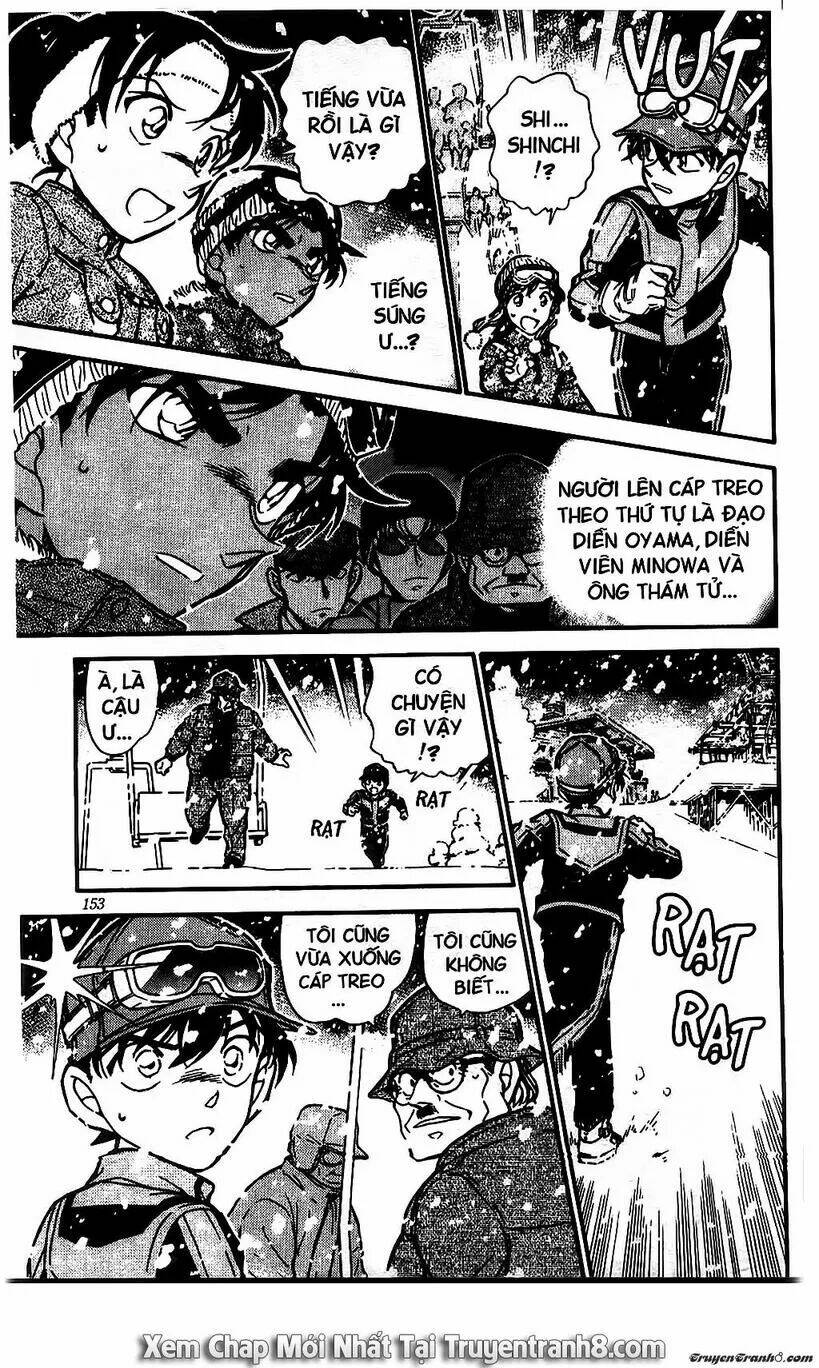 VỤT
SHI...
SHINCHI
!?
TIẾNG VỪA
RỒI LÀ GÌ
VẬY?
TIẾNG
SÚNG
Ư...?
NGƯỜI LÊN CÁP TREO
THEO THỨ TỰ LÀ ĐẠO
DIỄN OYAMA, DIỄN
VIÊN MINOWA VÀ
ÔNG THÁM TỬ...
RẠT
RẠT
CÓ
CHUYỆN
GÌ VẬY
!?
À, LÀ
CẬU
Ư...
RẠT
RẠT
153
TÔI CŨNG
KHÔNG
BIẾT...
TÔI CŨNG
VỪA XUỐNG
CÁP TREO
...
Xem Chap Mới Nhất Tại Truyentranh8.com
TruyenTranh8.com